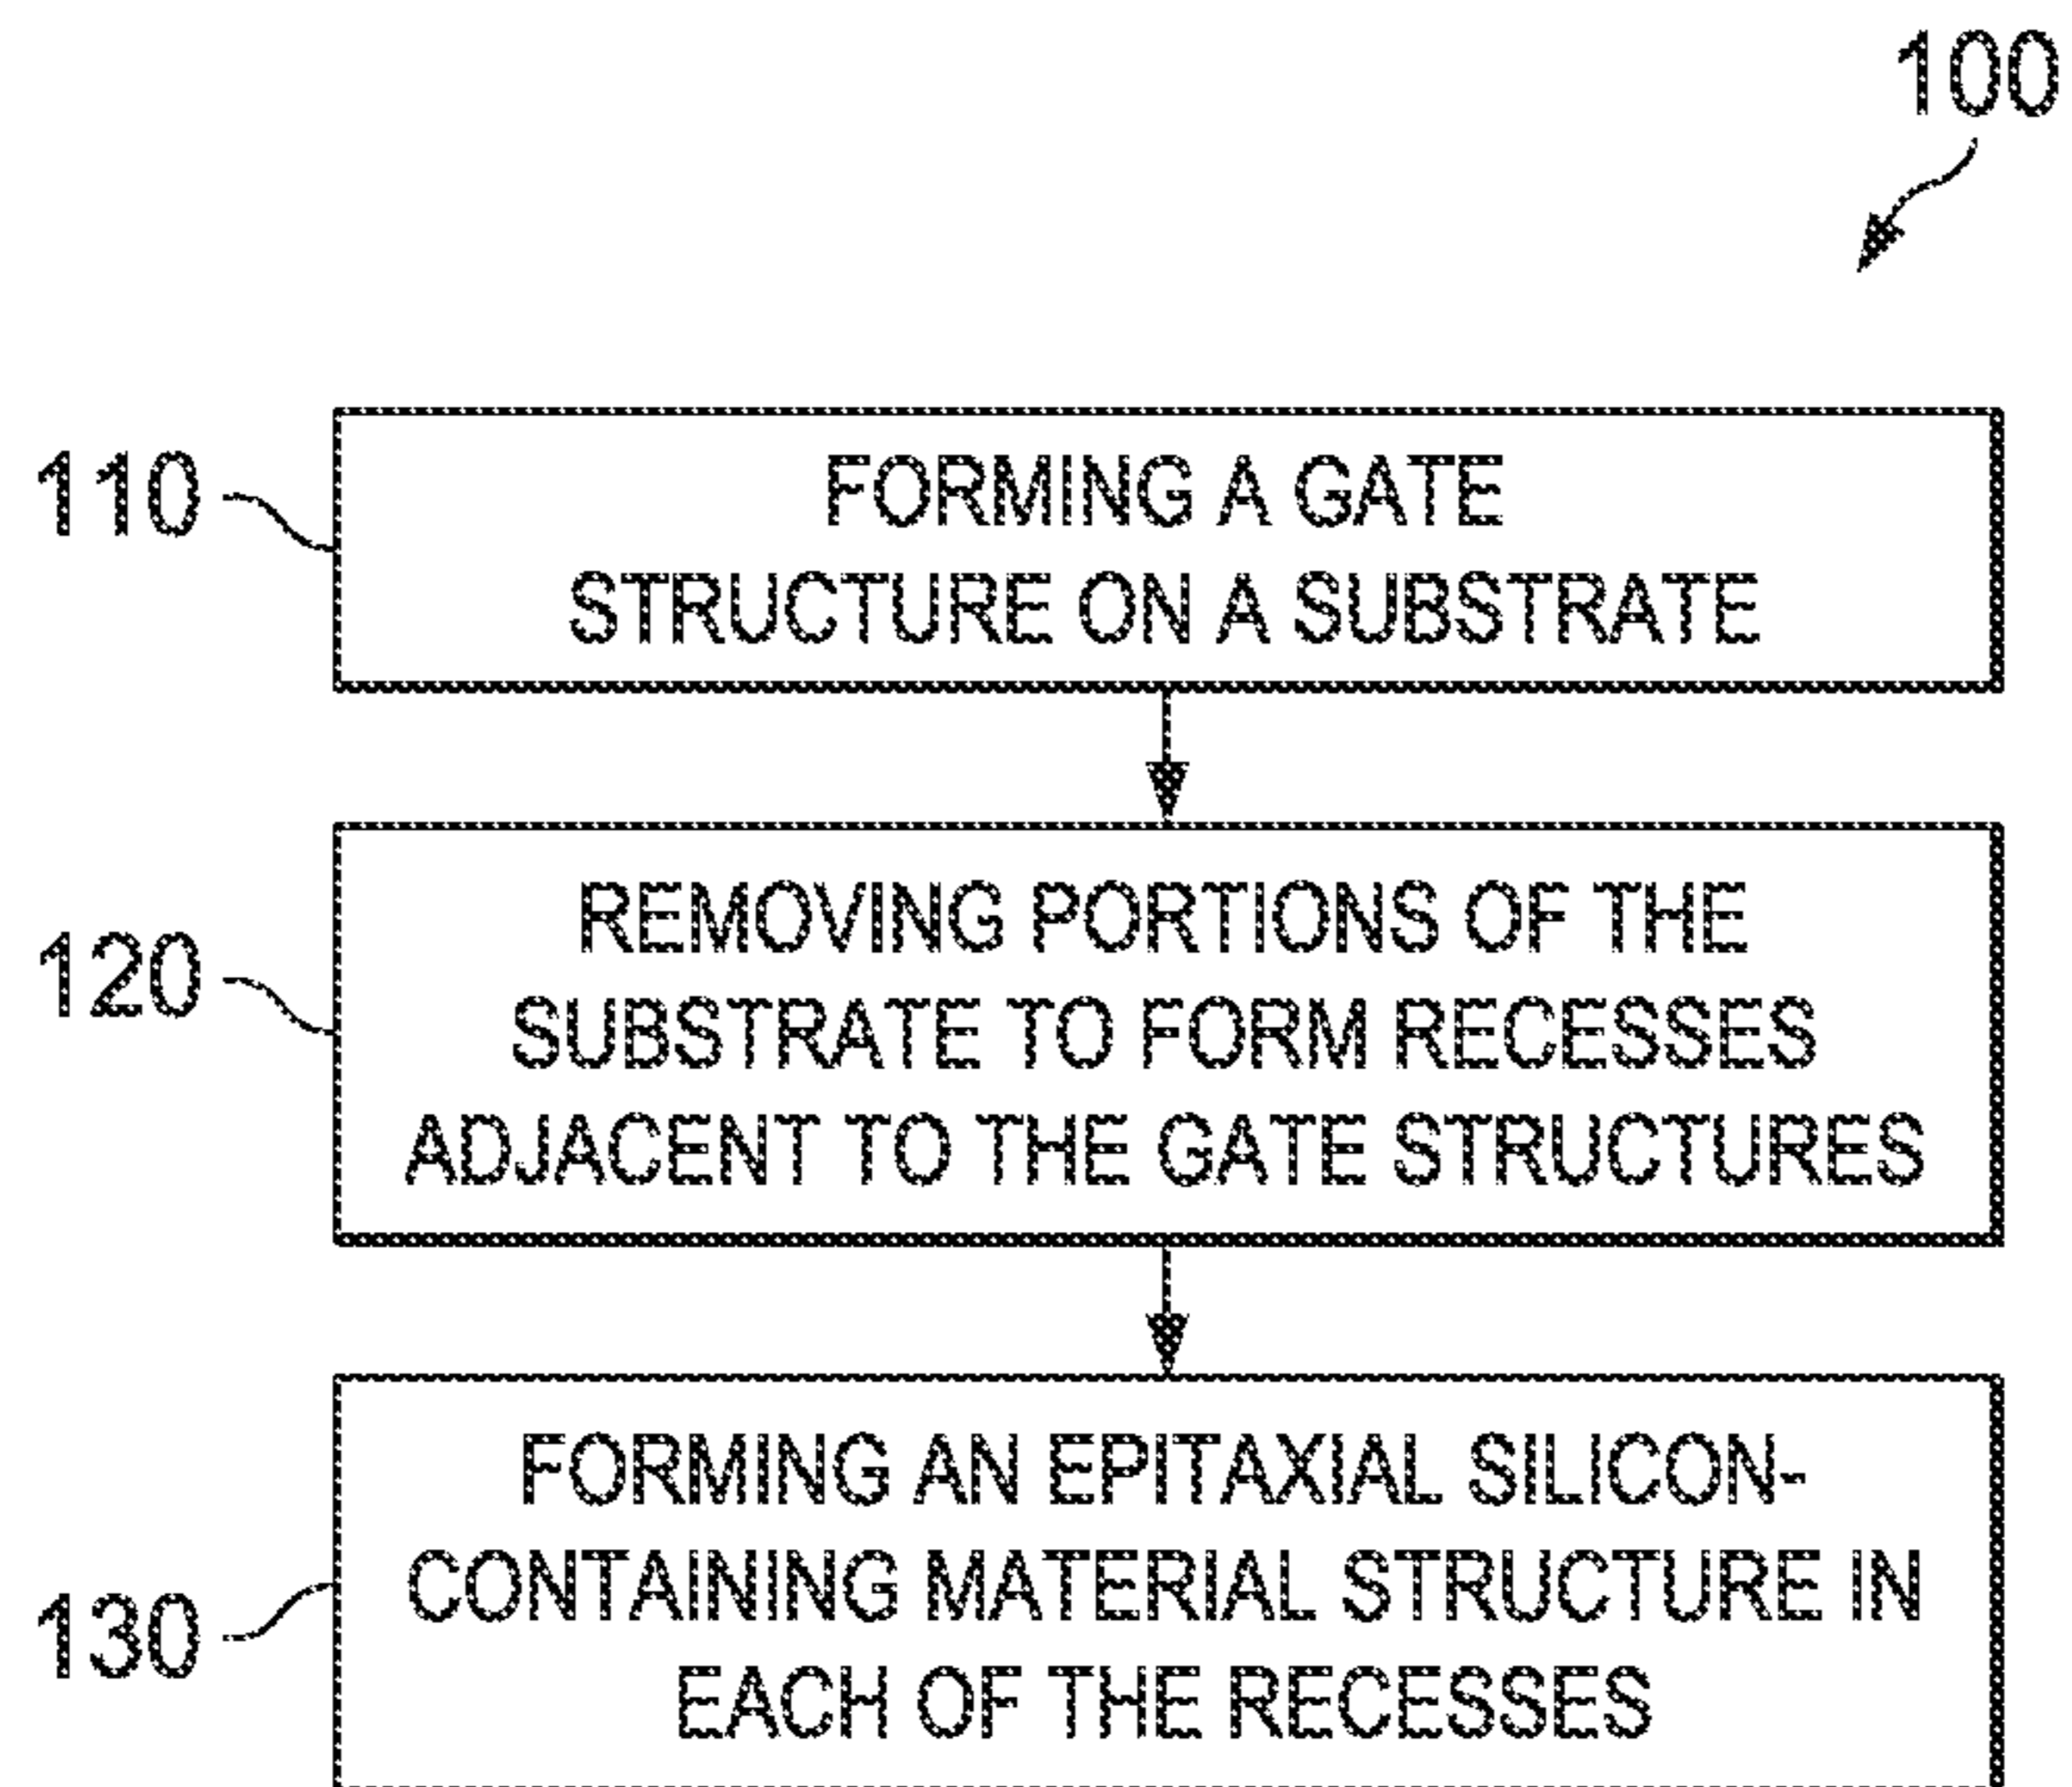 100
110
FORMING A GATE
STRUCTURE ON A SUBSTRATE
120
REMOVING PORTIONS OF THE
SUBSTRATE TO FORM RECESSES
ADJACENT TO THE GATE STRUCTURES
130
FORMING AN EPITAXIAL SILICON-
CONTAINING MATERIAL STRUCTURE IN
EACH OF THE RECESSES